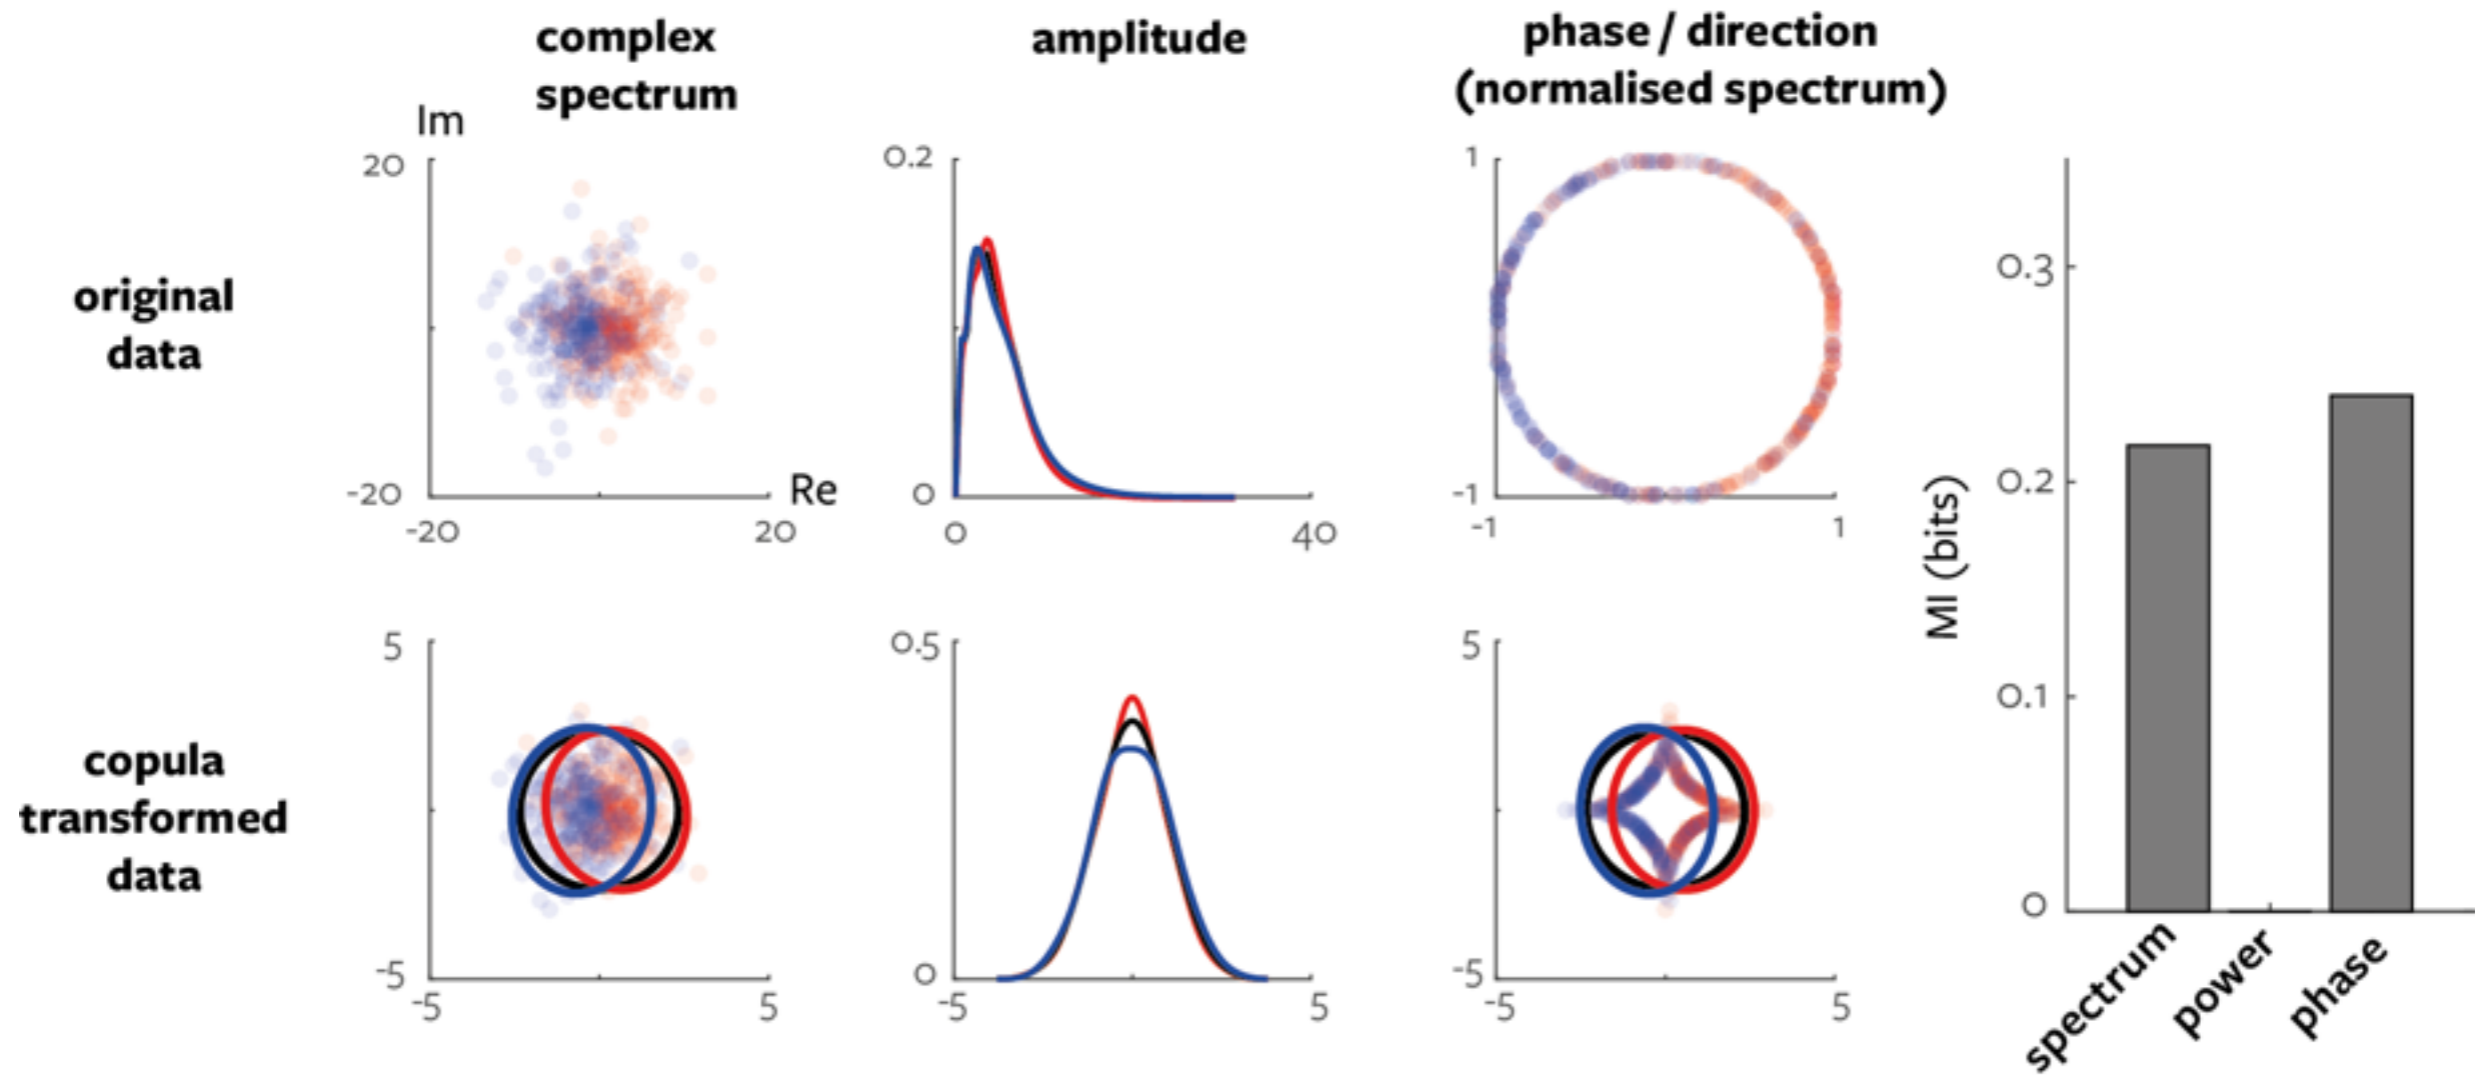 complex
spectrum
amplitude
phase / direction
(normalised spectrum)
original
data
Im
20
-20
-20
20
Re
0.2
0
0
40
1
-1
-1
1
copula
transformed
data
5
-5
-5
5
0.5
0
-5
5
5
-5
-5
5
MI (bits)
0.3
0.2
0.1
0
spectrum
power
phase